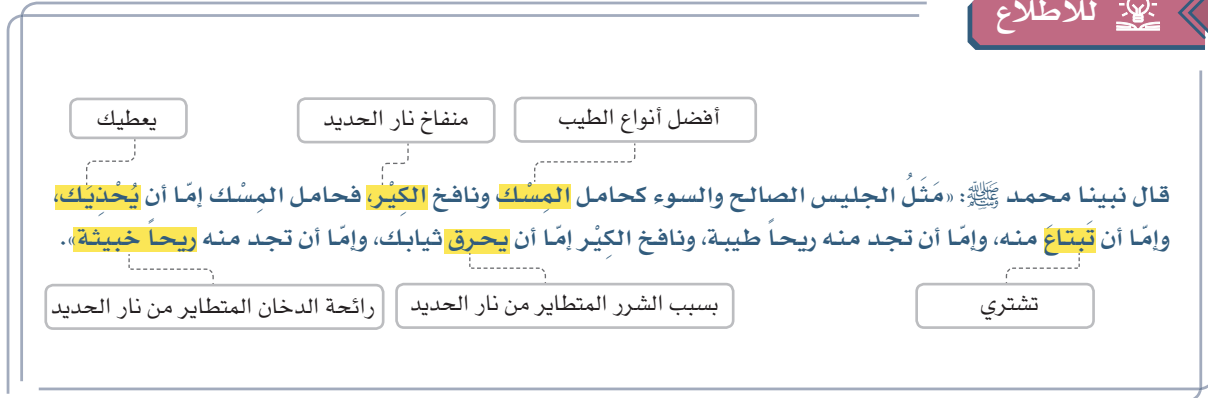 للاطلاع
أفضل أنواع الطيب
منفاخ نار الحديد
يعطيك
قال نبينا محمد ﷺ: «مَثَلُ الجليس الصالح والسوء كحامل المِسْك ونافخ الكِيْر، فحامل المِسْك إمّا أن يُحْذِيَك،
وإمّا أن تَبتاعَ منه، وإمّا أن تجد منه ريحاً طيبة، ونافخ الكِيْر إمّا أن يحرق ثيابك، وإمّا أن تجد منه ريحاً خبيثة».
تشتري
بسبب الشرر المتطاير من نار الحديد
رائحة الدخان المتطاير من نار الحديد